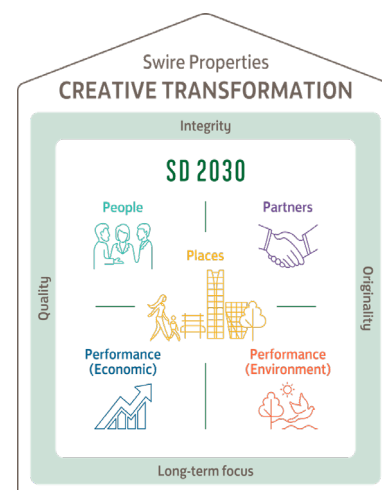 Swire Properties
CREATIVE TRANSFORMATION
Integrity
SD 2030
People
Partners
Places
Quality
Originality
Performance
(Economic)
Performance
(Environment)
Long-term focus